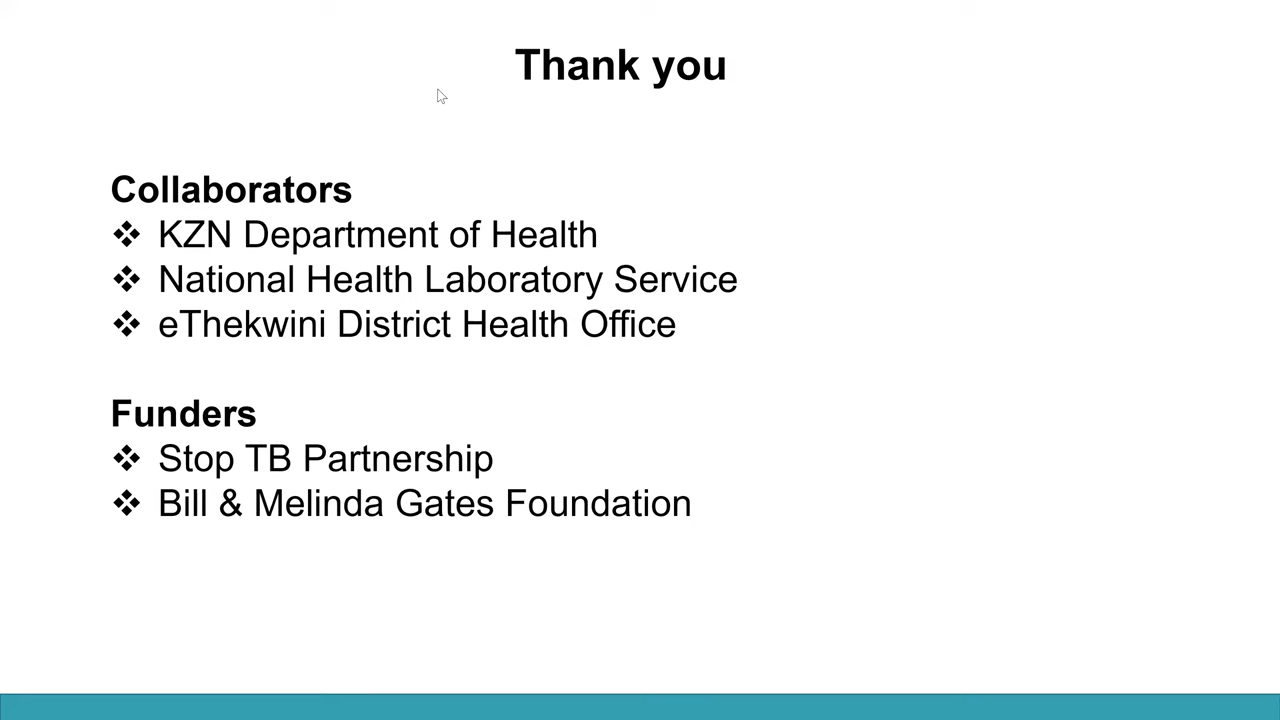 Thank you
Collaborators
❖ KZN Department of Health
❖ National Health Laboratory Service
❖ eThekwini District Health Office
Funders
❖ Stop TB Partnership
❖ Bill & Melinda Gates Foundation